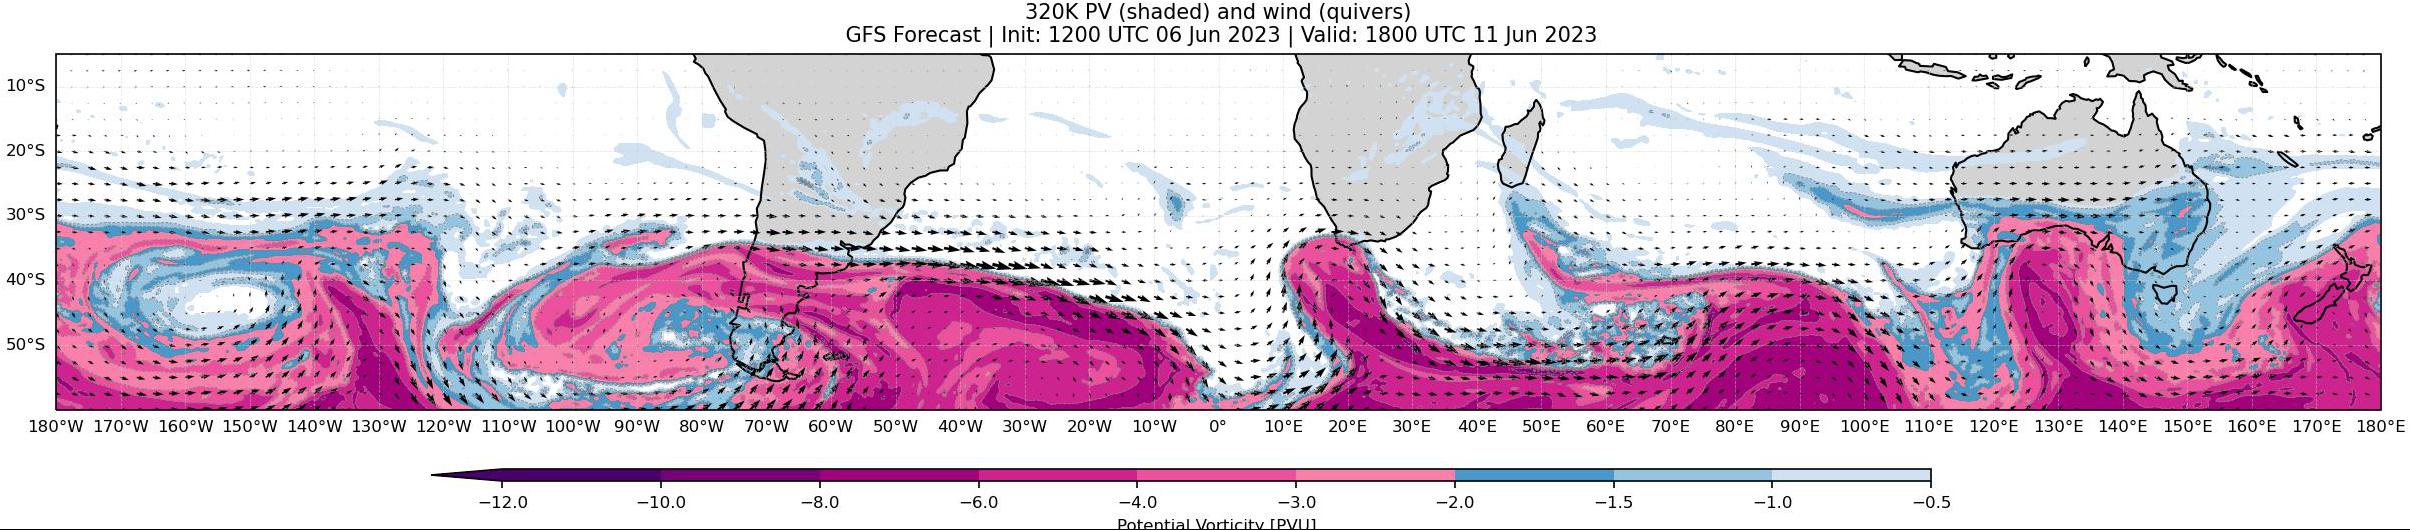 320K PV (shaded) and wind (quivers)
GFS Forecast | Init: 1200 UTC 06 Jun 2023 | Valid: 1800 UTC 11 Jun 2023
10°S
20°S
30°S
40°S
50°S
180°W 170°W 160°W 150°W 140°W 130°W 120°W 110°W 100°W 90°W 80°W 70°W 60°W 50°W 40°W 30°W 20°W 10°W 0° 10°E 20°E 30°E 40°E 50°E 60°E 70°E 80°E 90°E 100°E 110°E 120°E 130°E 140°E 150°E 160°E 170°E 180°E
−12.0 −10.0 −8.0 −6.0 −4.0 −3.0 −2.0 −1.5 −1.0 −0.5
Potential Vorticity [PVU]